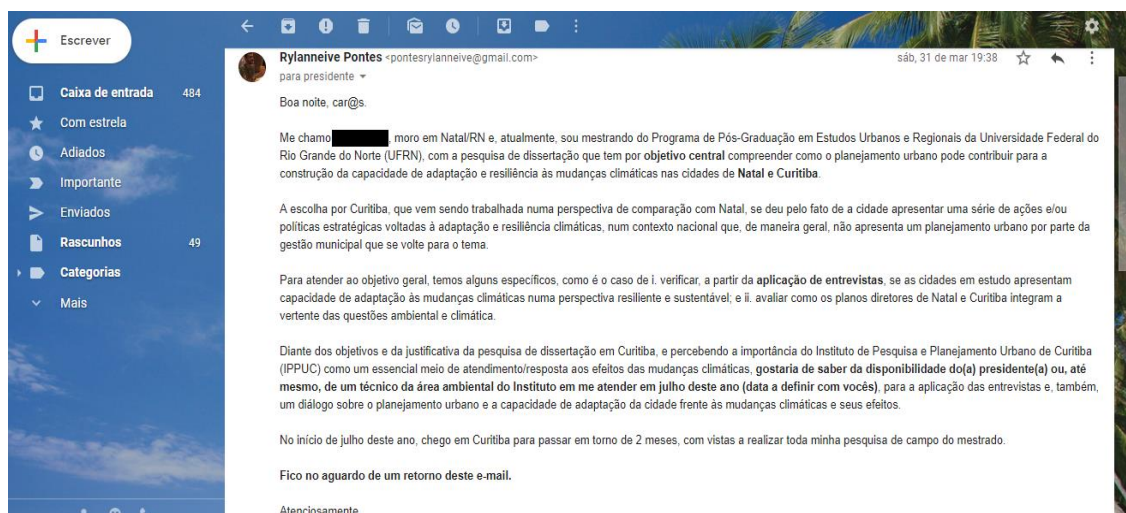 Escrever
Caixa de entrada 484
Com estrela
Adiados
Importante
Enviados
Rascunhos 49
Categorias
Mais
Rylanneive Pontes <pontesrylanneive@gmail.com> sáb, 31 de mar 19:38
para presidente
Boa noite, car@s.
Me chamo , moro em Natal/RN e, atualmente, sou mestrando do Programa de Pós-Graduação em Estudos Urbanos e Regionais da Universidade Federal do
Rio Grande do Norte (UFRN), com a pesquisa de dissertação que tem por objetivo central compreender como o planejamento urbano pode contribuir para a
construção da capacidade de adaptação e resiliência às mudanças climáticas nas cidades de Natal e Curitiba.
A escolha por Curitiba, que vem sendo trabalhada numa perspectiva de comparação com Natal, se deu pelo fato de a cidade apresentar uma série de ações e/ou
políticas estratégicas voltadas à adaptação e resiliência climáticas, num contexto nacional que, de maneira geral, não apresenta um planejamento urbano por parte da
gestão municipal que se volte para o tema.
Para atender ao objetivo geral, temos alguns específicos, como é o caso de i. verificar, a partir da aplicação de entrevistas, se as cidades em estudo apresentam
capacidade de adaptação às mudanças climáticas numa perspectiva resiliente e sustentável; e ii. avaliar como os planos diretores de Natal e Curitiba integram a
vertente das questões ambiental e climática.
Diante dos objetivos e da justificativa da pesquisa de dissertação em Curitiba, e percebendo a importância do Instituto de Pesquisa e Planejamento Urbano de Curitiba
(IPPUC) como um essencial meio de atendimento/resposta aos efeitos das mudanças climáticas, gostaria de saber da disponibilidade do(a) presidente(a) ou, até
mesmo, de um técnico da área ambiental do Instituto em me atender em julho deste ano (data a definir com vocês), para a aplicação das entrevistas e, também,
um diálogo sobre o planejamento urbano e a capacidade de adaptação da cidade frente às mudanças climáticas e seus efeitos.
No início de julho deste ano, chego em Curitiba para passar em torno de 2 meses, com vistas a realizar toda minha pesquisa de campo do mestrado.
Fico no aguardo de um retorno deste e-mail.
Atenciosamente